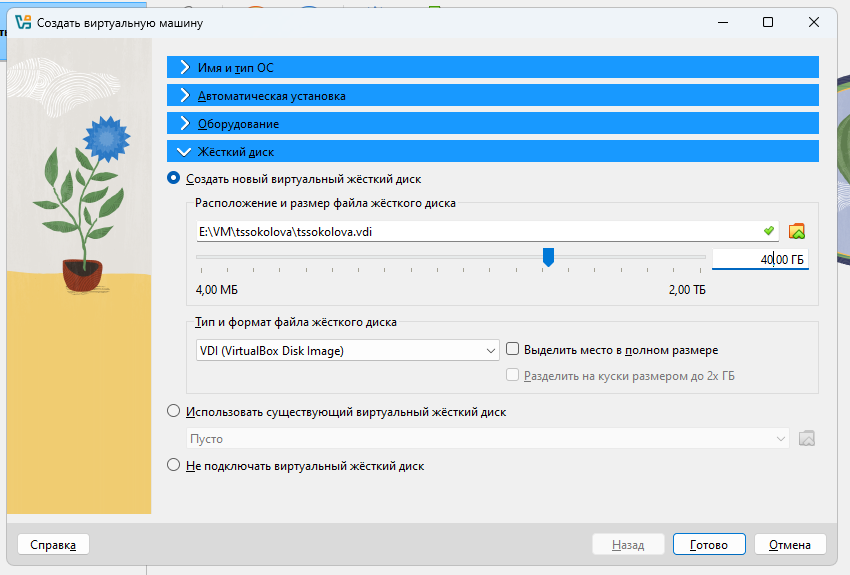 Создать виртуальную машину
Имя и тип ОС
Автоматическая установка
Оборудование
Жёсткий диск
Создать новый виртуальный жёсткий диск
Расположение и размер файла жёсткого диска
E:\VM\tssokolova\tssokolova.vdi
40,00 ГБ
4,00 МБ 2,00 ТБ
Тип и формат файла жёсткого диска
VDI (VirtualBox Disk Image) Выделить место в полном размере
Разделить на куски размером до 2х ГБ
Использовать существующий виртуальный жёсткий диск
Пусто
Не подключать виртуальный жёсткий диск
Справка Назад Готово Отмена